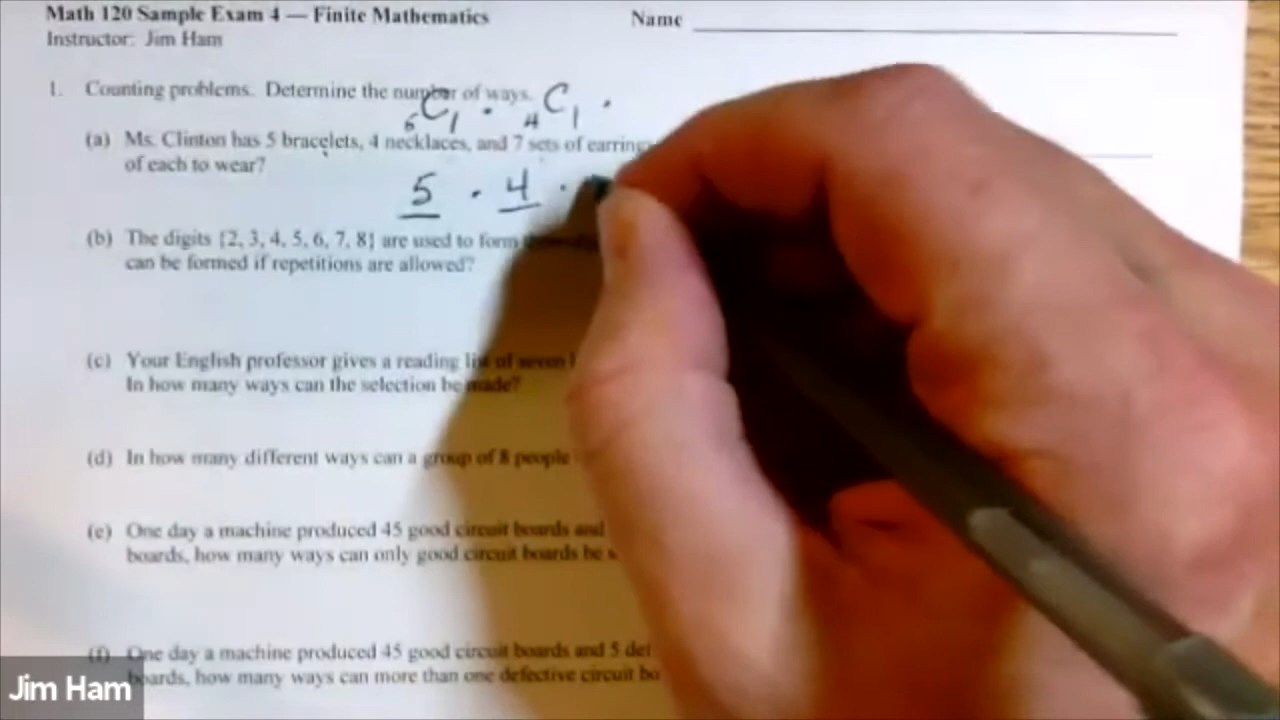 Math 120 Sample Exam 4 — Finite Mathematics Name
Instructor: Jim Ham
1. Counting problems. Determine the number of ways.
5C1 · 4C1 ·
(a) Ms. Clinton has 5 bracelets, 4 necklaces, and 7 sets of earrings
of each to wear?
5 · 4 ·
(b) The digits {2, 3, 4, 5, 6, 7, 8} are used to form
can be formed if repetitions are allowed?
(c) Your English professor gives a reading list of seven
In how many ways can the selection be made?
(d) In how many different ways can a group of 8 people
(e) One day a machine produced 45 good circuit boards and
boards, how many ways can only good circuit boards be s
(f) One day a machine produced 45 good circuit boards and 5 def
boards, how many ways can more than one defective circuit bo
Jim Ham